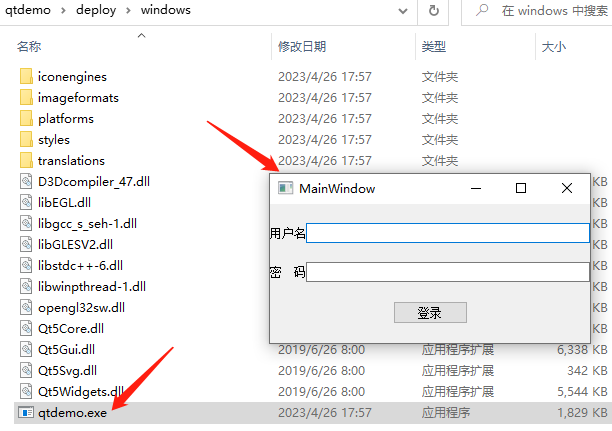 qtdemo > deploy > windows
在 windows 中搜索
名称 修改日期 类型 大小
iconengines 2023/4/26 17:57 文件夹
imageformats 2023/4/26 17:57 文件夹
platforms 2023/4/26 17:57 文件夹
styles 2023/4/26 17:57 文件夹
translations 2023/4/26 17:57 文件夹
D3Dcompiler_47.dll KB
libEGL.dll KB
libgcc_s_seh-1.dll KB
libGLESV2.dll KB
libstdc++-6.dll KB
libwinpthread-1.dll KB
opengl32sw.dll KB
Qt5Core.dll KB
Qt5Gui.dll 2019/6/26 8:00 应用程序扩展 6,338 KB
Qt5Svg.dll 2019/6/26 8:00 应用程序扩展 342 KB
Qt5Widgets.dll 2019/6/26 8:00 应用程序扩展 5,544 KB
qtdemo.exe 2023/4/26 17:57 应用程序 1,829 KB
MainWindow
用户名
密 码
登录